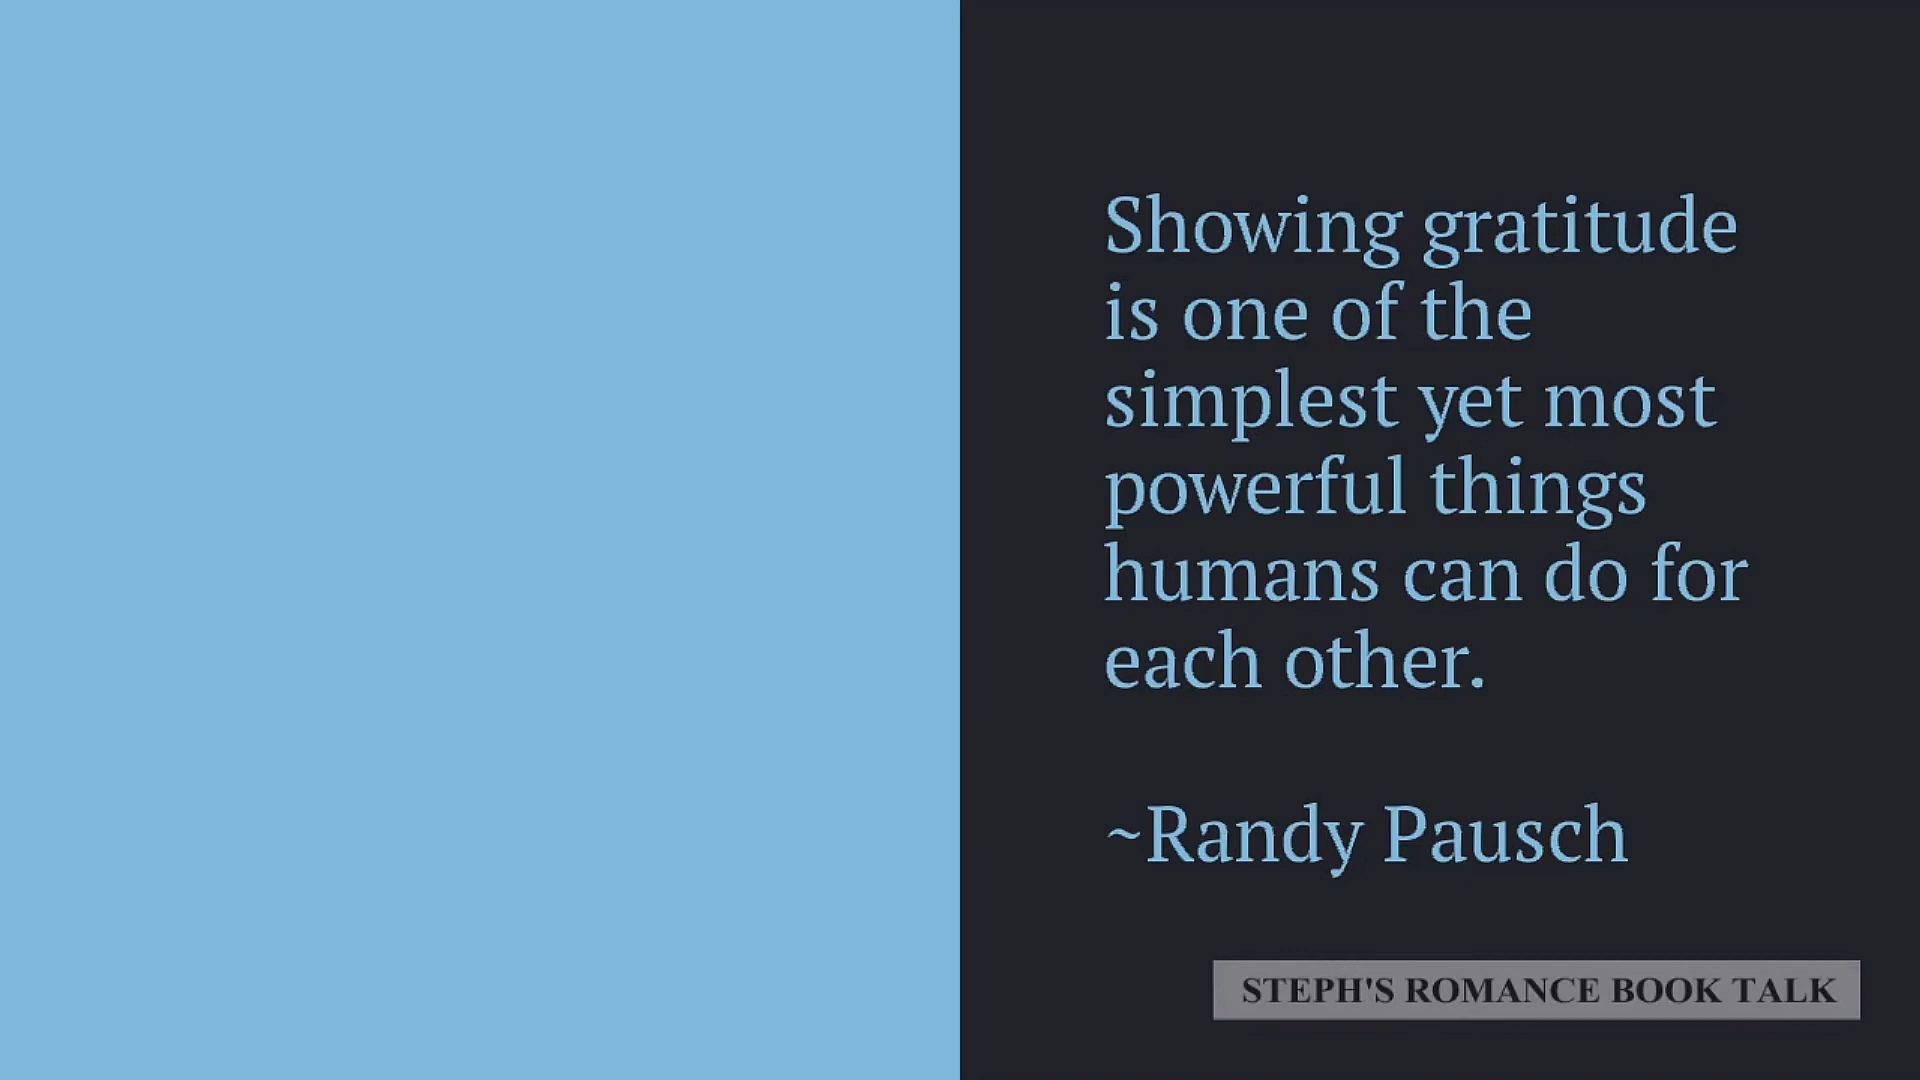 Showing gratitude
is one of the
simplest yet most
powerful things
humans can do for
each other.
~Randy Pausch
STEPH'S ROMANCE BOOK TALK